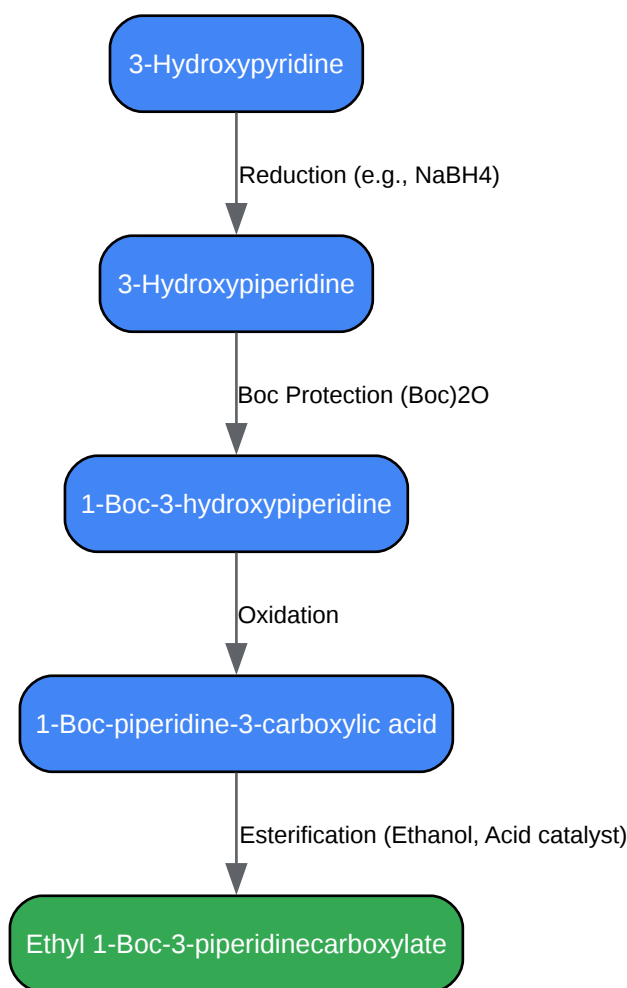 3-Hydroxypyridine
Reduction (e.g., NaBH4)
3-Hydroxypiperidine
Boc Protection (Boc)2O
1-Boc-3-hydroxypiperidine
Oxidation
1-Boc-piperidine-3-carboxylic acid
Esterification (Ethanol, Acid catalyst)
Ethyl 1-Boc-3-piperidinecarboxylate